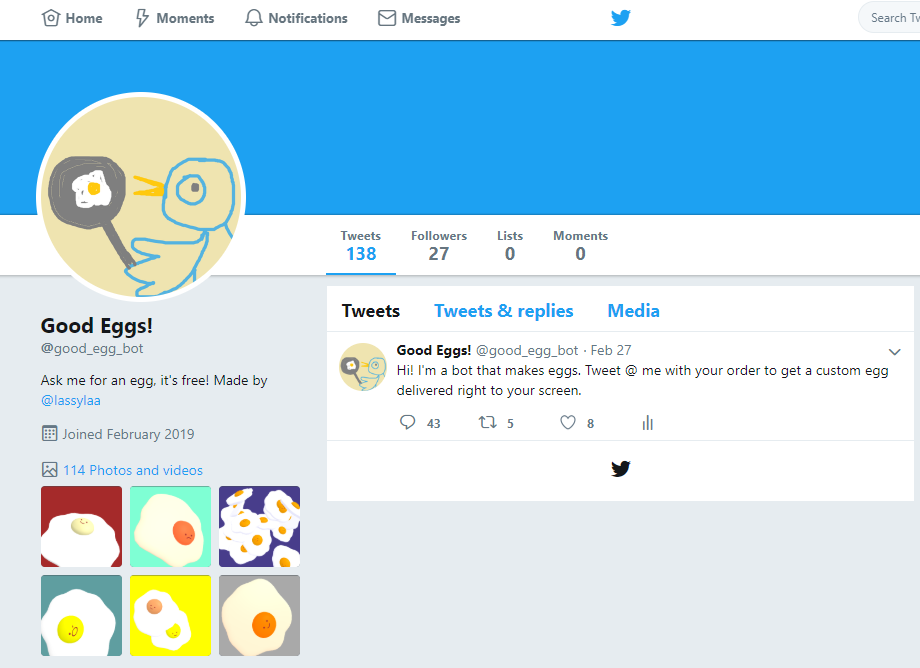 Home Moments Notifications Messages Search Tw
Tweets Followers Lists Moments
138 27 0 0
Good Eggs!
@good_egg_bot
Ask me for an egg, it's free! Made by
@lassylaa
Joined February 2019
114 Photos and videos
Tweets Tweets & replies Media
Good Eggs! @good_egg_bot · Feb 27
Hi! I'm a bot that makes eggs. Tweet @ me with your order to get a custom egg
delivered right to your screen.
43 5 8